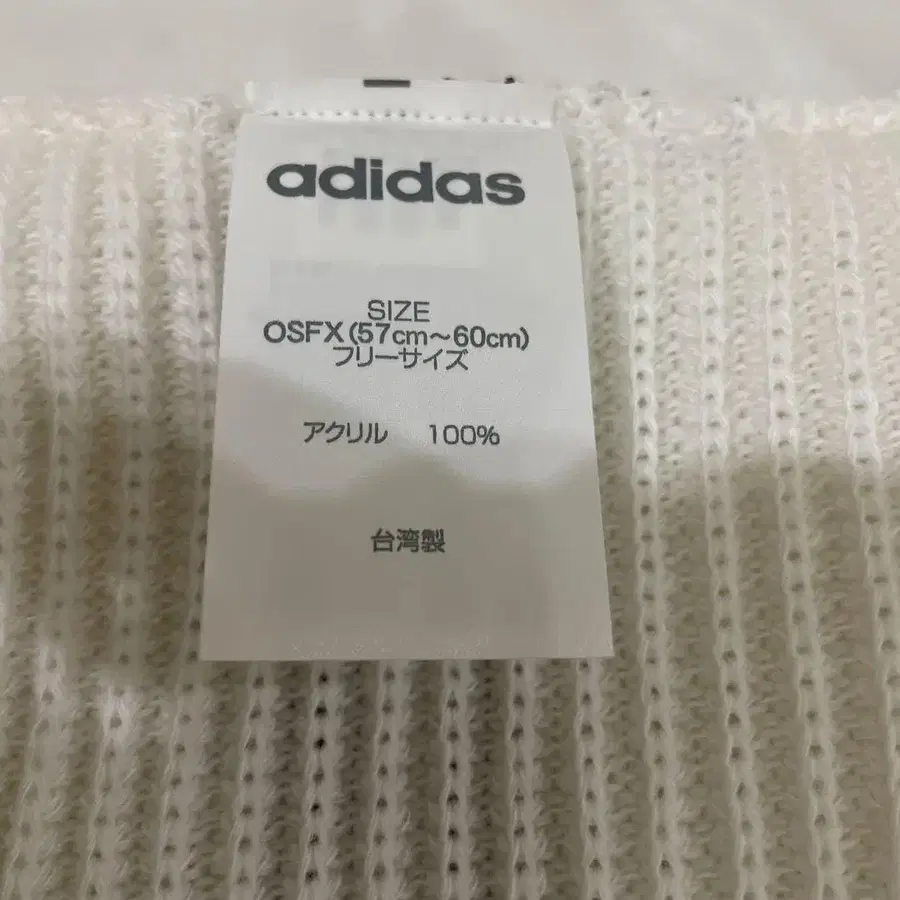 adidas
SIZE
OSFX(57cm〜60cm)
フリーサイズ
アクリル 100%
台湾製